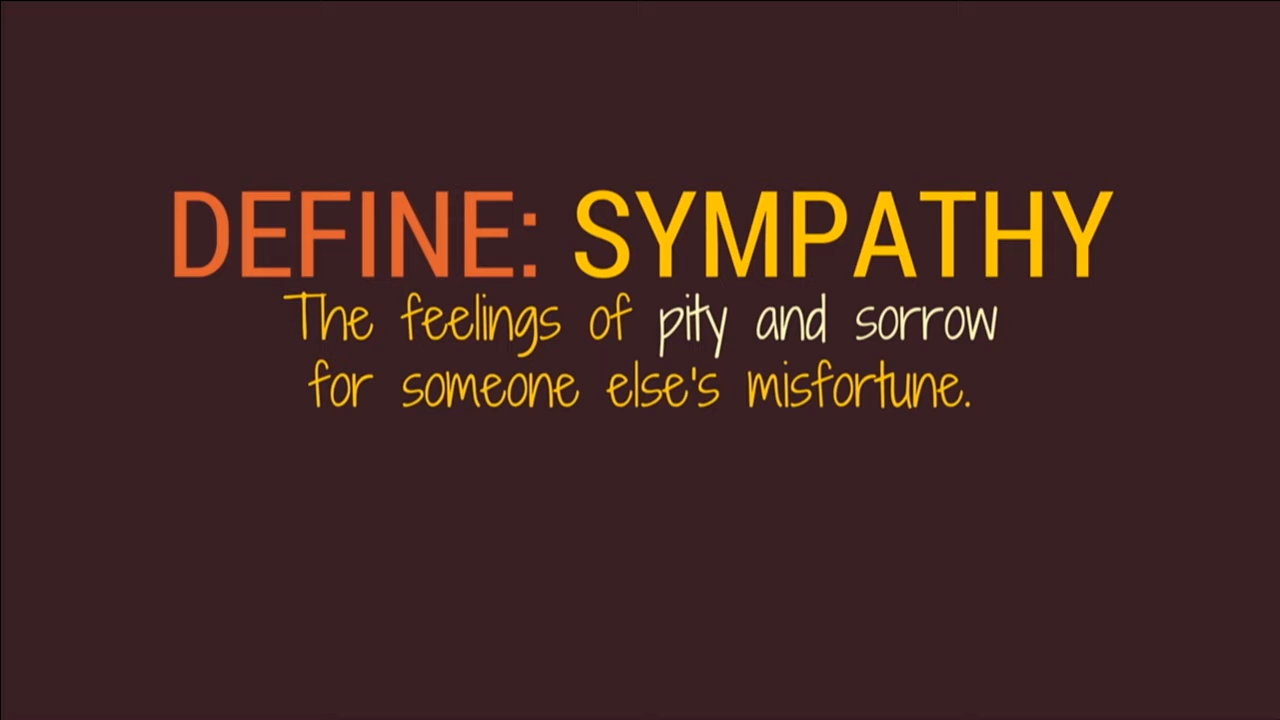 DEFINE: SYMPATHY
The feelings of pity and sorrow
for someone else's misfortune.